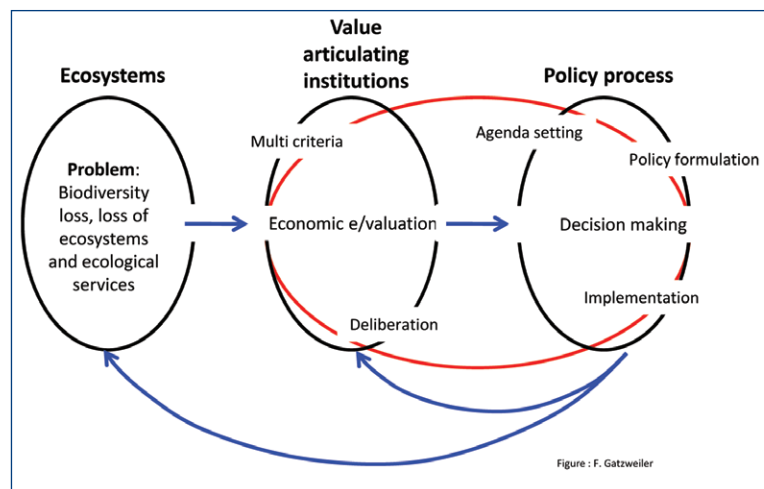 Ecosystems
Problem:
Biodiversity
loss, loss of
ecosystems
and ecological
services
Value
articulating
institutions
Multi criteria
Economic e/valuation
Deliberation
Policy process
Agenda setting
Policy formulation
Decision making
Implementation
Figure : F. Gatzweiler